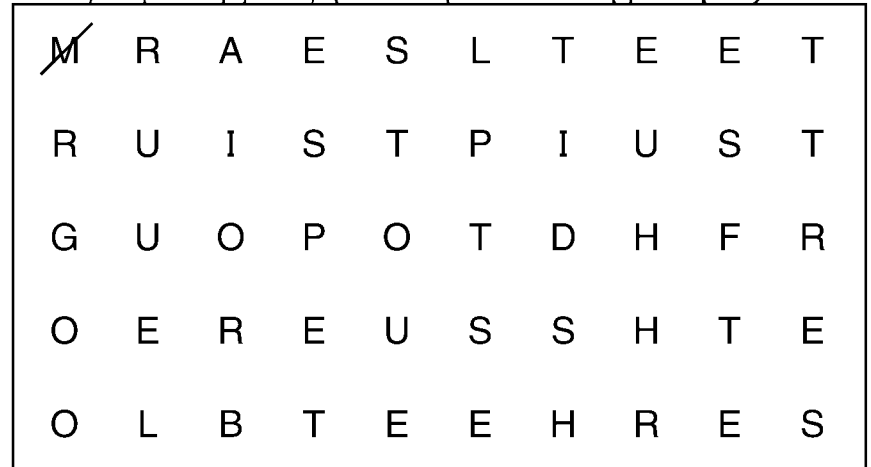 M R A E S L T E E T
R U I S T P I U S T
G U O P O T D H F R
O E R E U S S H T E
O L B T E E H R E S